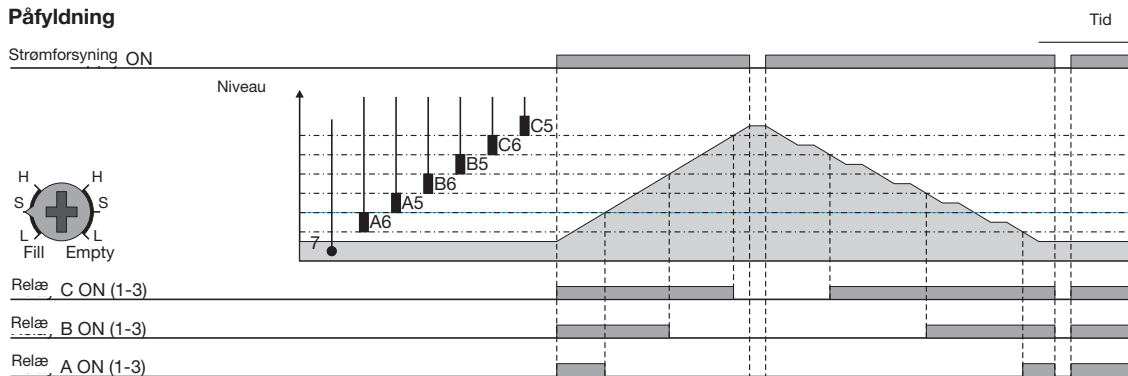 Påfyldning
Tid
Strømforsyning ON
Niveau
C5
C6
B5
B6
A5
A6
7
H H
S S
L L
Fill Empty
Relæ C ON (1-3)
Relæ B ON (1-3)
Relæ A ON (1-3)